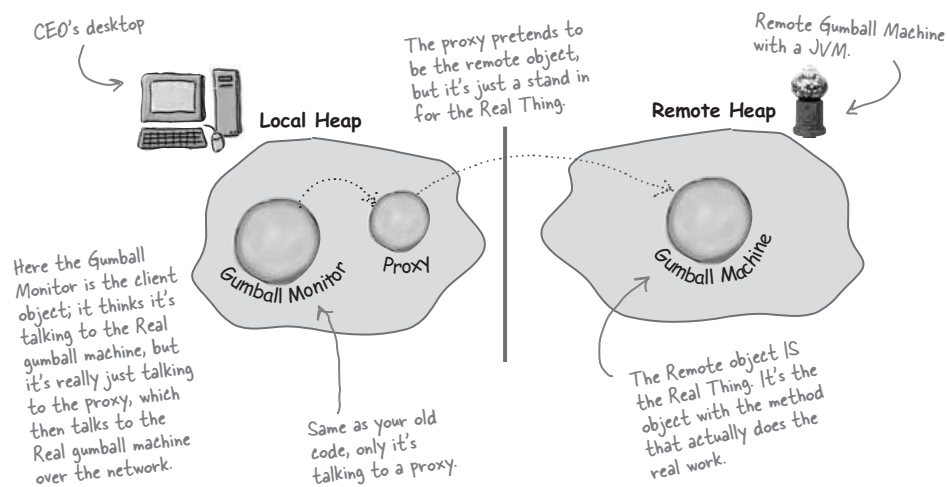 CEO's desktop
The proxy pretends to
be the remote object,
but it's just a stand in
for the Real Thing.
Remote Gumball Machine
with a JVM.
Local Heap
Remote Heap
Gumball Monitor
Proxy
Gumball Machine
Here the Gumball
Monitor is the client
object; it thinks it's
talking to the Real
gumball machine, but
it's really just talking
to the proxy, which
then talks to the
Real gumball machine
over the network.
Same as your old
code, only it's
talking to a proxy.
The Remote object IS
the Real Thing. It's the
object with the method
that actually does the
real work.